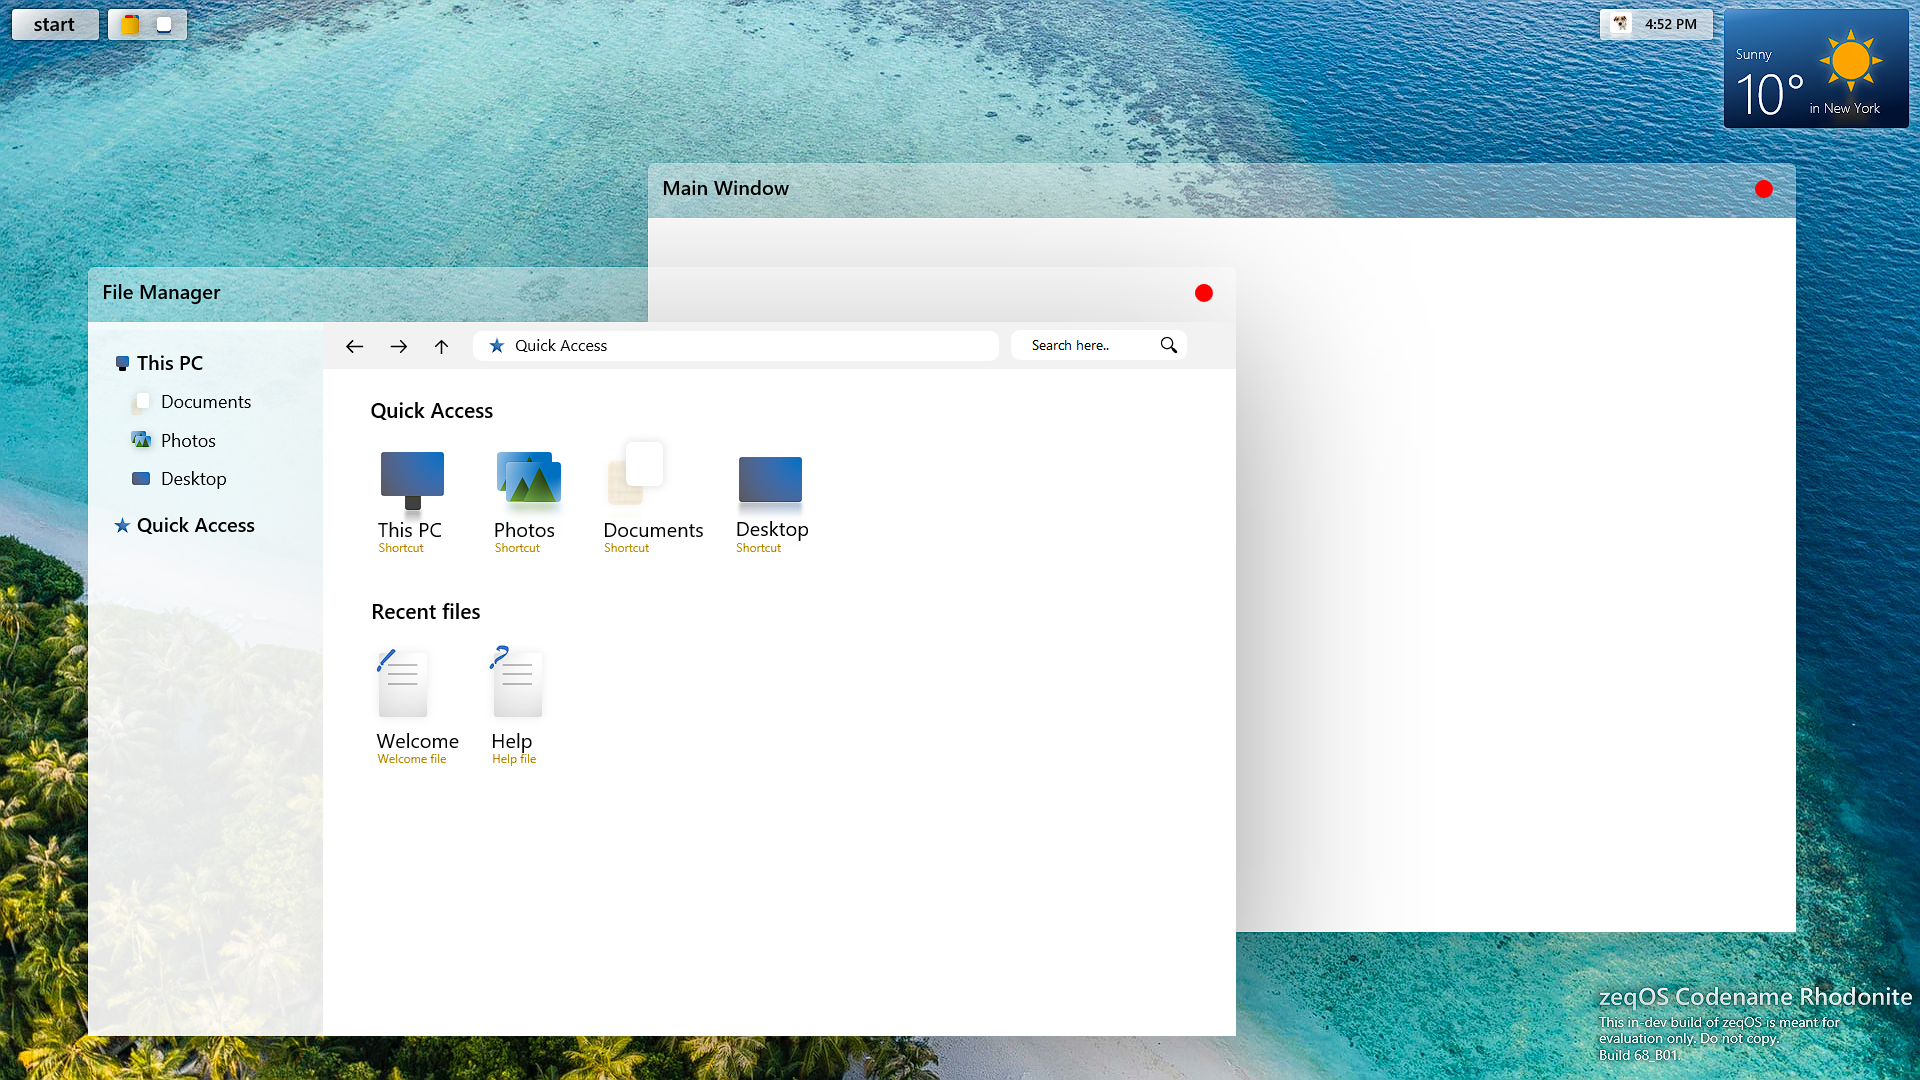 start
4:52 PM
Sunny
10°
in New York
Main Window
File Manager
This PC
Documents
Photos
Desktop
Quick Access
Quick Access
Search here..
Quick Access
This PC
Shortcut
Photos
Shortcut
Documents
Shortcut
Desktop
Shortcut
Recent files
Welcome
Welcome file
Help
Help file
zeqOS Codename Rhodonite
This in-dev build of zeqOS is meant for
evaluation only. Do not copy.
Build 68_B01.